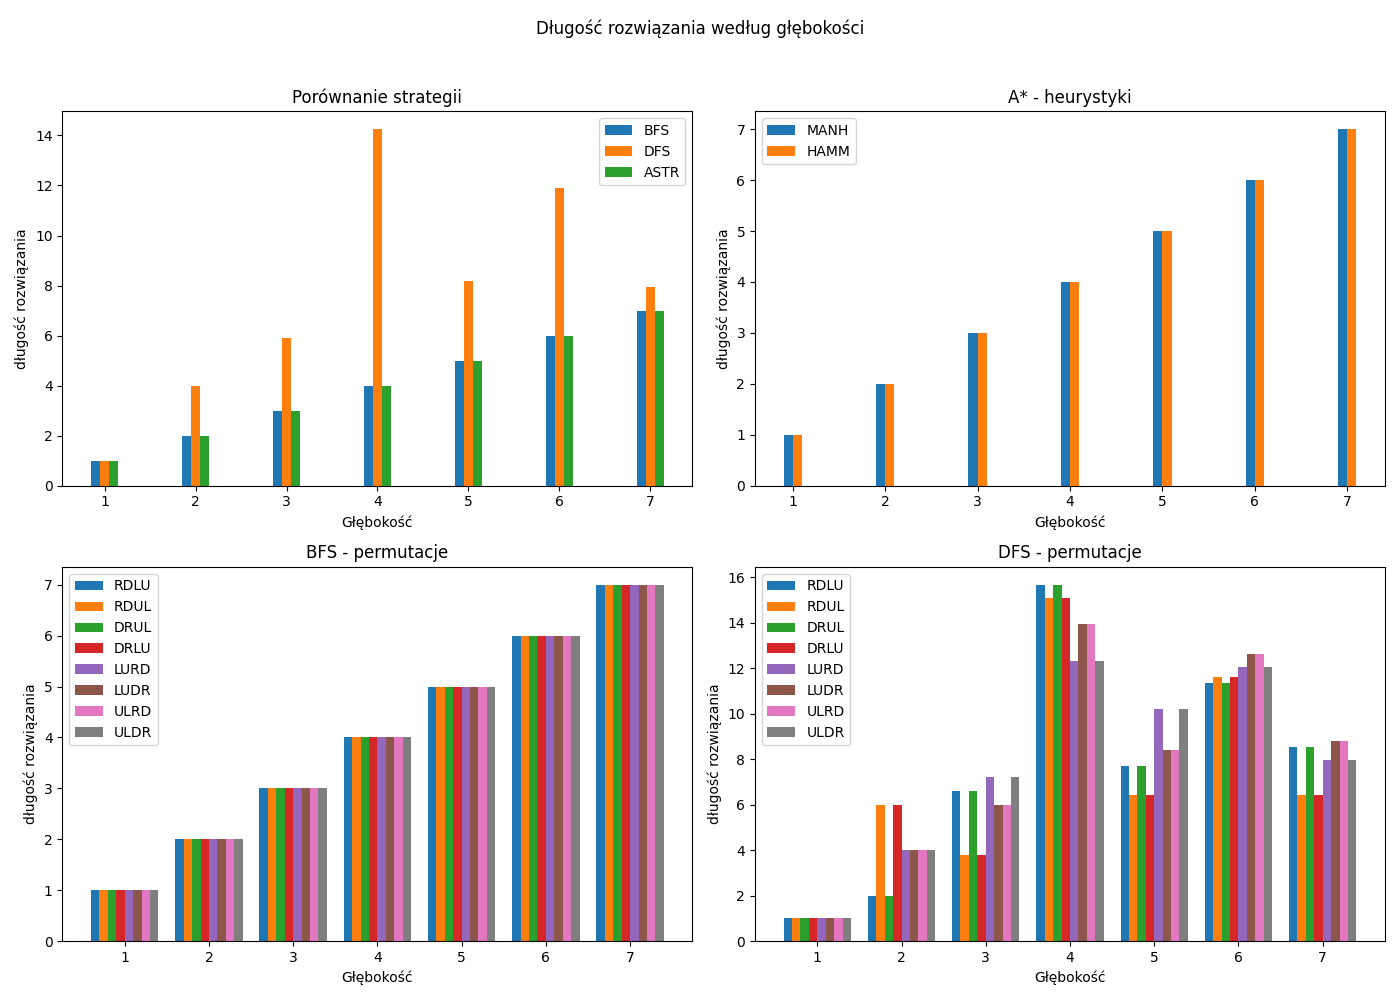 Długość rozwiązania według głębokości
Porównanie strategii
długość rozwiązania
14
12
10
8
6
4
2
0
BFS
DFS
ASTR
1 2 3 4 5 6 7
Głębokość
A* - heurystyki
długość rozwiązania
7
6
5
4
3
2
1
0
MANH
HAMM
1 2 3 4 5 6 7
Głębokość
BFS - permutacje
długość rozwiązania
7
6
5
4
3
2
1
0
RDLU
RDUL
DRUL
DRLU
LURD
LUDR
ULRD
ULDR
1 2 3 4 5 6 7
Głębokość
DFS - permutacje
długość rozwiązania
16
14
12
10
8
6
4
2
0
RDLU
RDUL
DRUL
DRLU
LURD
LUDR
ULRD
ULDR
1 2 3 4 5 6 7
Głębokość